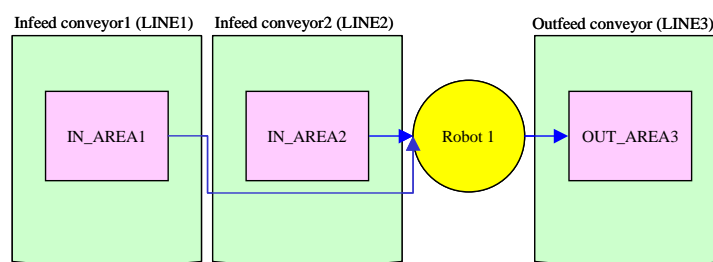 Infeed conveyor1 (LINE1)
Infeed conveyor2 (LINE2)
Outfeed conveyor (LINE3)
IN_AREA1
IN_AREA2
Robot 1
OUT_AREA3